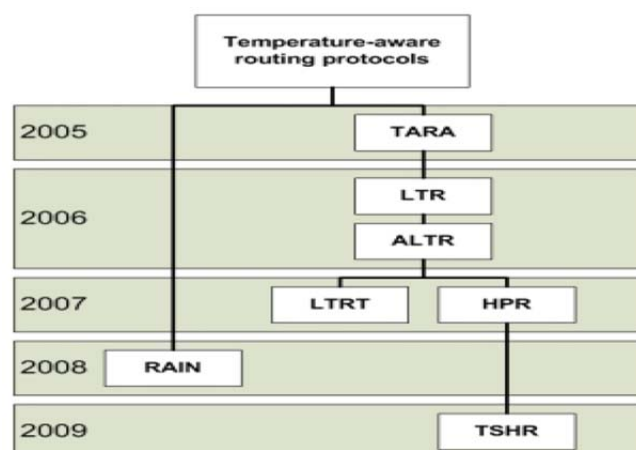 Temperature-aware
routing protocols
2005
TARA
2006
LTR
ALTR
2007
LTRT
HPR
2008
RAIN
2009
TSHR